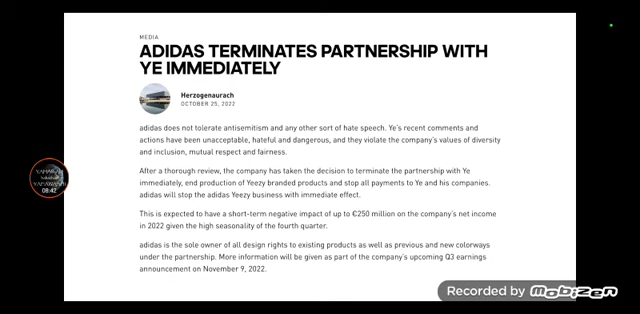 MEDIA
ADIDAS TERMINATES PARTNERSHIP WITH
YE IMMEDIATELY
Herzogenaurach
OCTOBER 25, 2022
adidas does not tolerate antisemitism and any other sort of hate speech. Ye's recent comments and
actions have been unacceptable, hateful and dangerous, and they violate the company's values of diversity
and inclusion, mutual respect and fairness.
After a thorough review, the company has taken the decision to terminate the partnership with Ye
immediately, end production of Yeezy branded products and stop all payments to Ye and his companies.
adidas will stop the adidas Yeezy business with immediate effect.
This is expected to have a short-term negative impact of up to €250 million on the company's net income
in 2022 given the high seasonality of the fourth quarter.
adidas is the sole owner of all design rights to existing products as well as previous and new colorways
under the partnership. More information will be given as part of the company's upcoming Q3 earnings
announcement on November 9, 2022.
08:42
Recorded by Mobizen